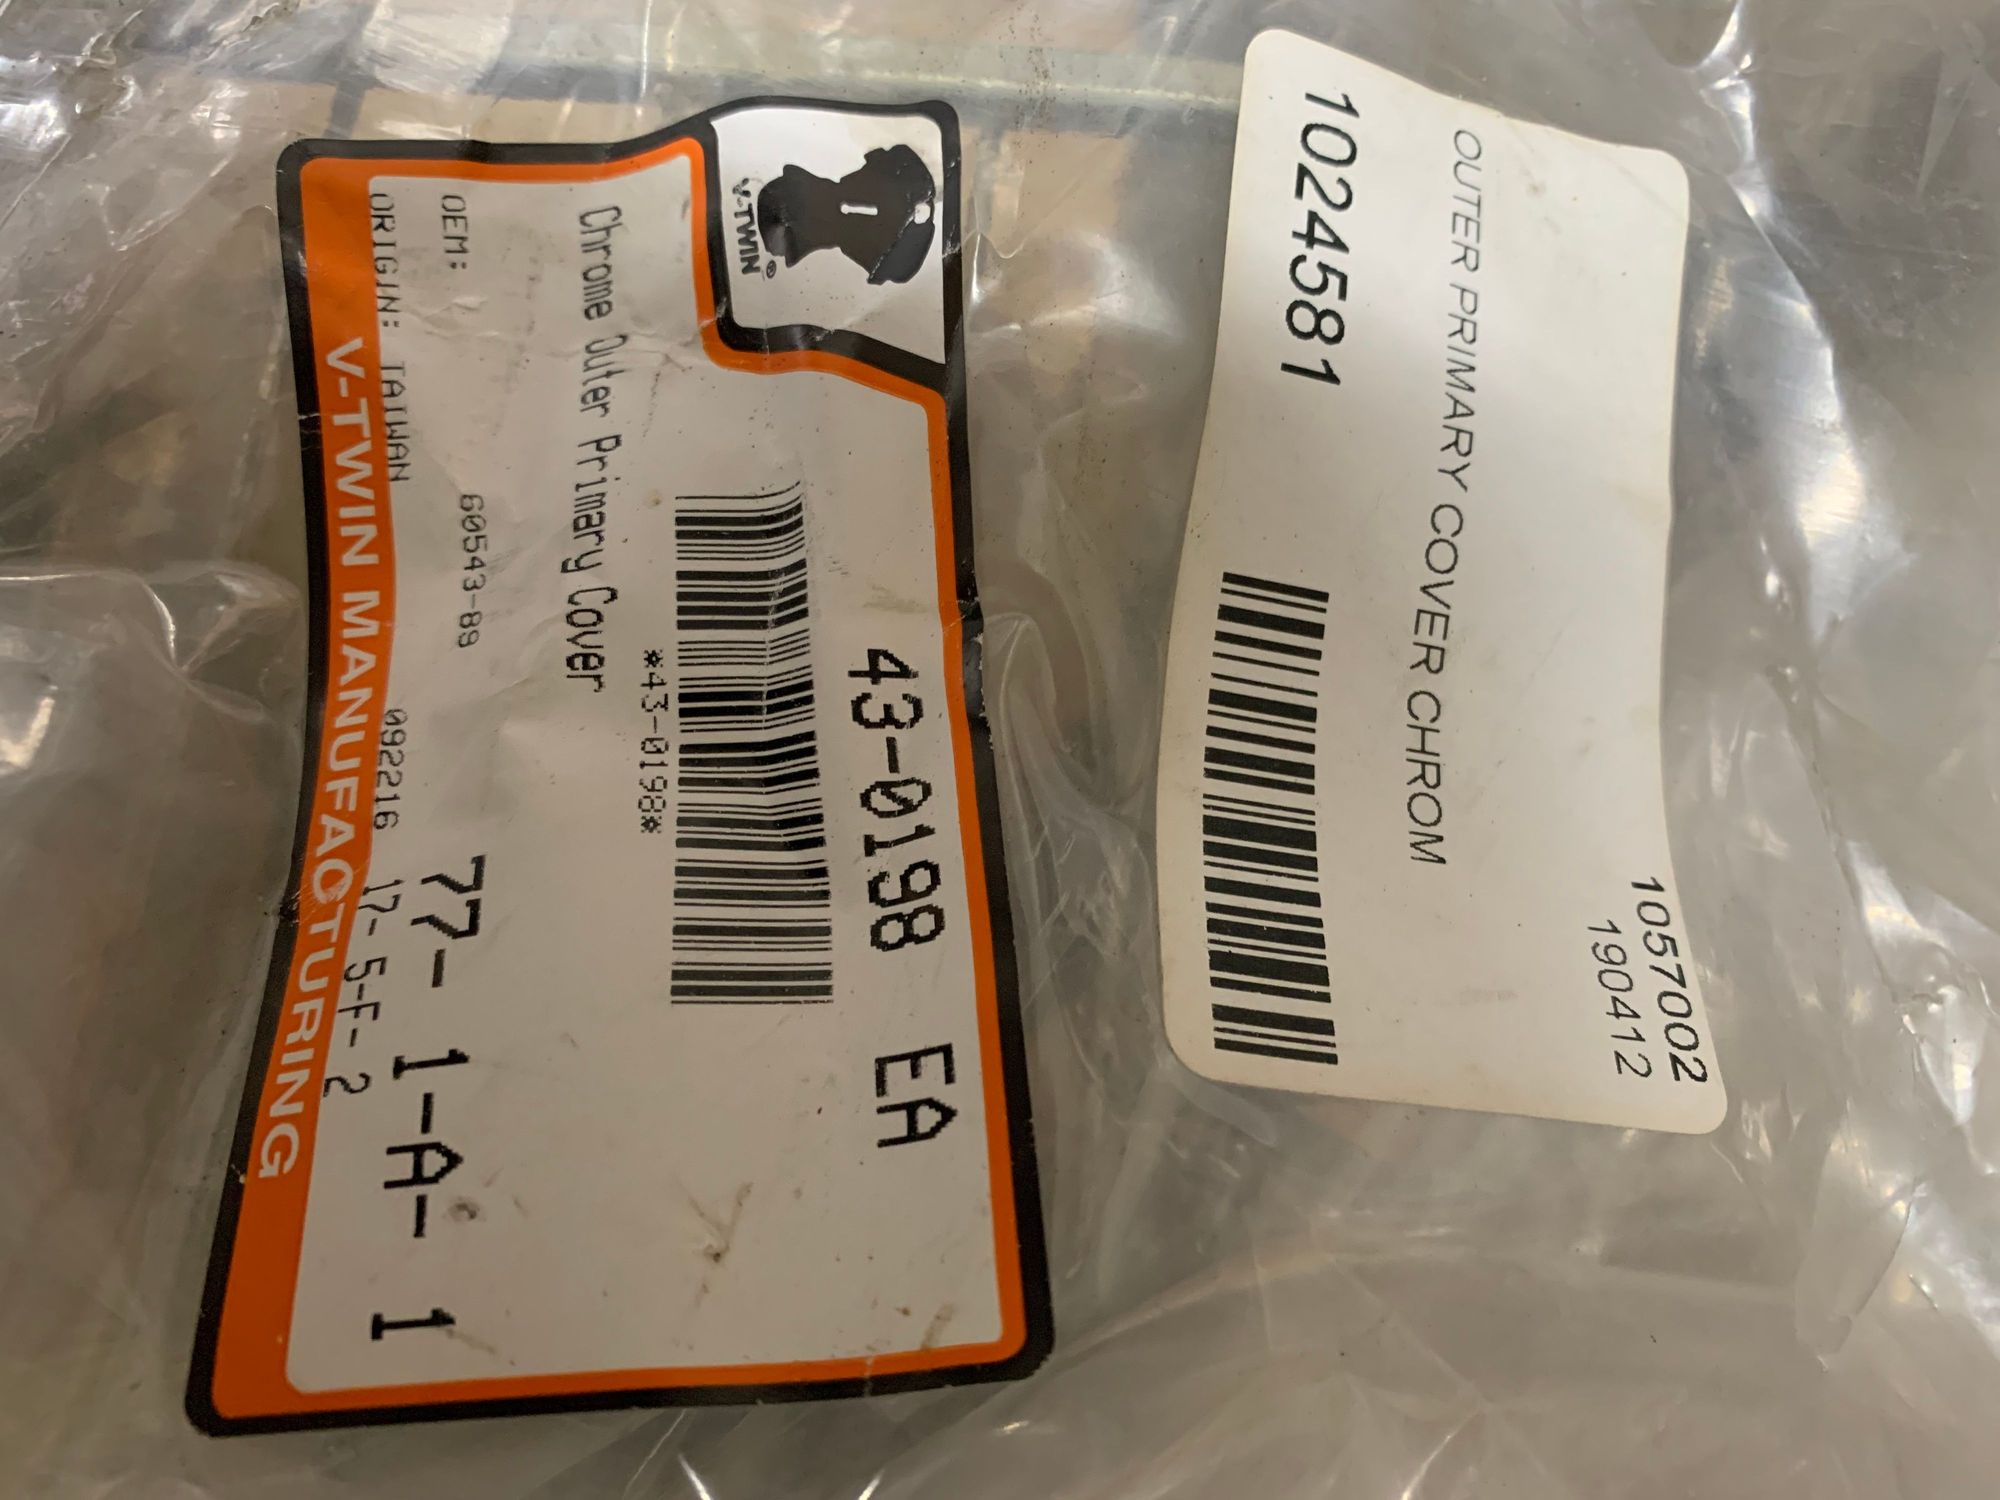 1057002
190412
OUTER PRIMARY COVER CHROM
1024581
V-TWIN®
43-0198 EA
*43-0198*
Chrome Outer Primary Cover
OEM: 60543-89 77- 1-A- 1
ORIGIN: TAIWAN 092216 17- 5-F- 2
V-TWIN MANUFACTURING